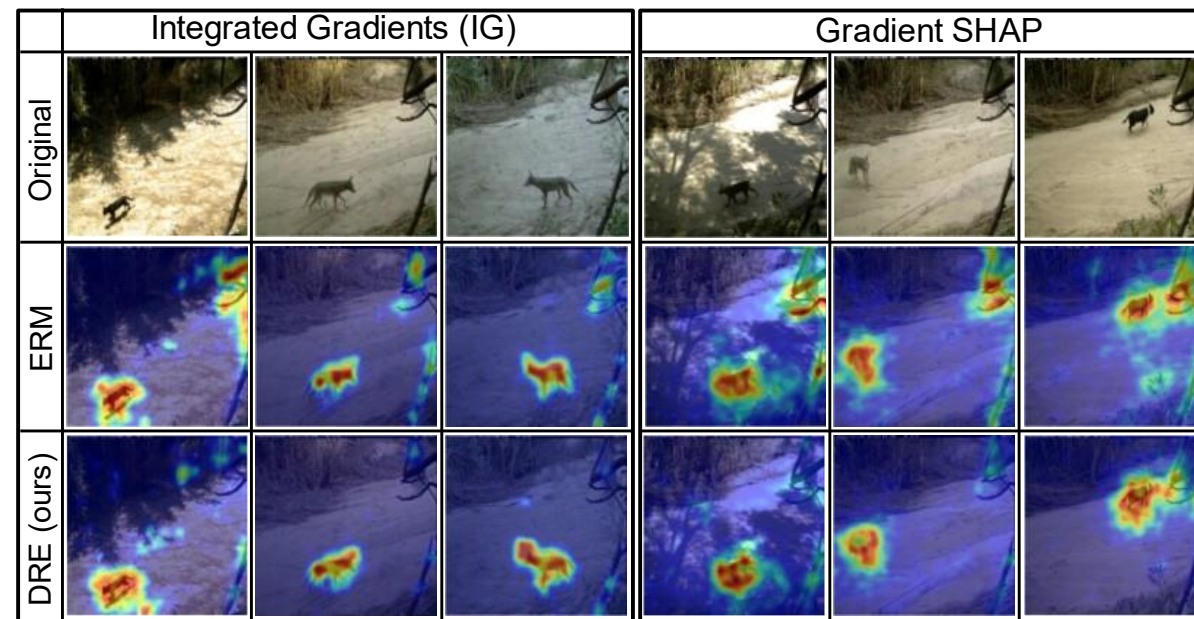 Integrated Gradients (IG)
Gradient SHAP
Original
ERM
DRE (ours)